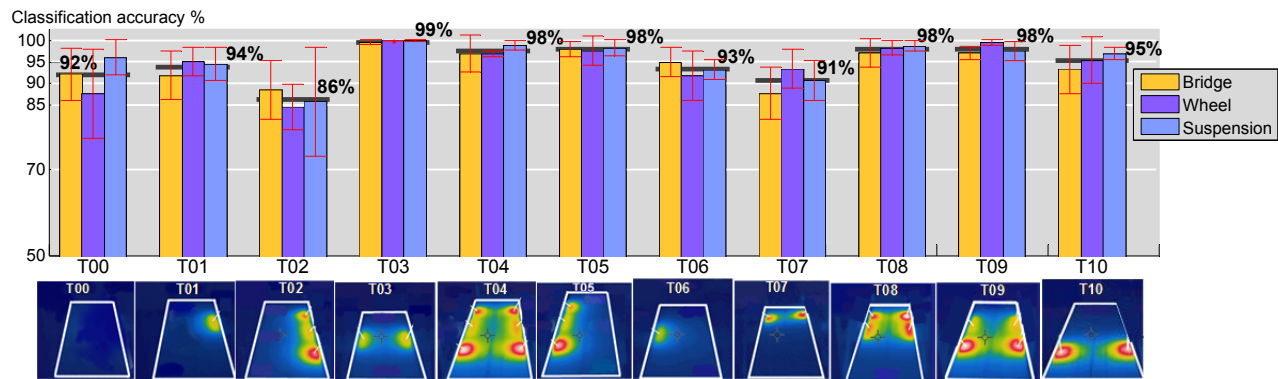 Classification accuracy %
100
95
90
85
70
50
92%
94%
86%
99%
98%
98%
93%
91%
98%
98%
95%
Bridge
Wheel
Suspension
T00 T01 T02 T03 T04 T05 T06 T07 T08 T09 T10
T00 T01 T02 T03 T04 T05 T06 T07 T08 T09 T10